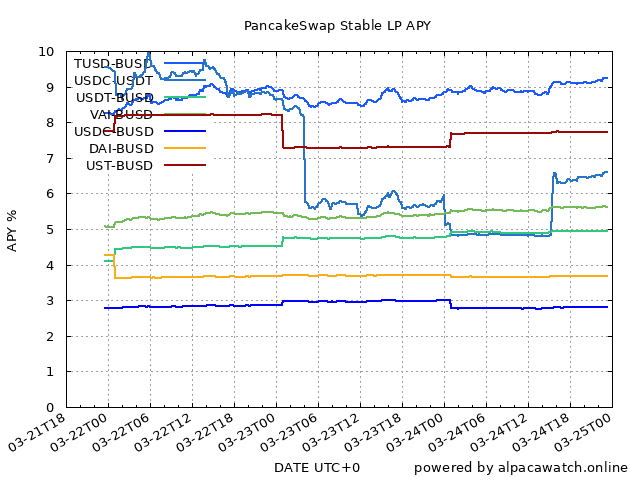 PancakeSwap Stable LP APY
10
9
8
7
6
5
4
3
2
1
0
APY %
TUSD-BUSD
USDC-USDT
USDT-BUSD
VAI-BUSD
USDC-BUSD
DAI-BUSD
UST-BUSD
03-21T18
03-22T00
03-22T06
03-22T12
03-22T18
03-23T00
03-23T06
03-23T12
03-23T18
03-24T00
03-24T06
03-24T12
03-24T18
03-25T00
DATE UTC+0
powered by alpacawatch.online